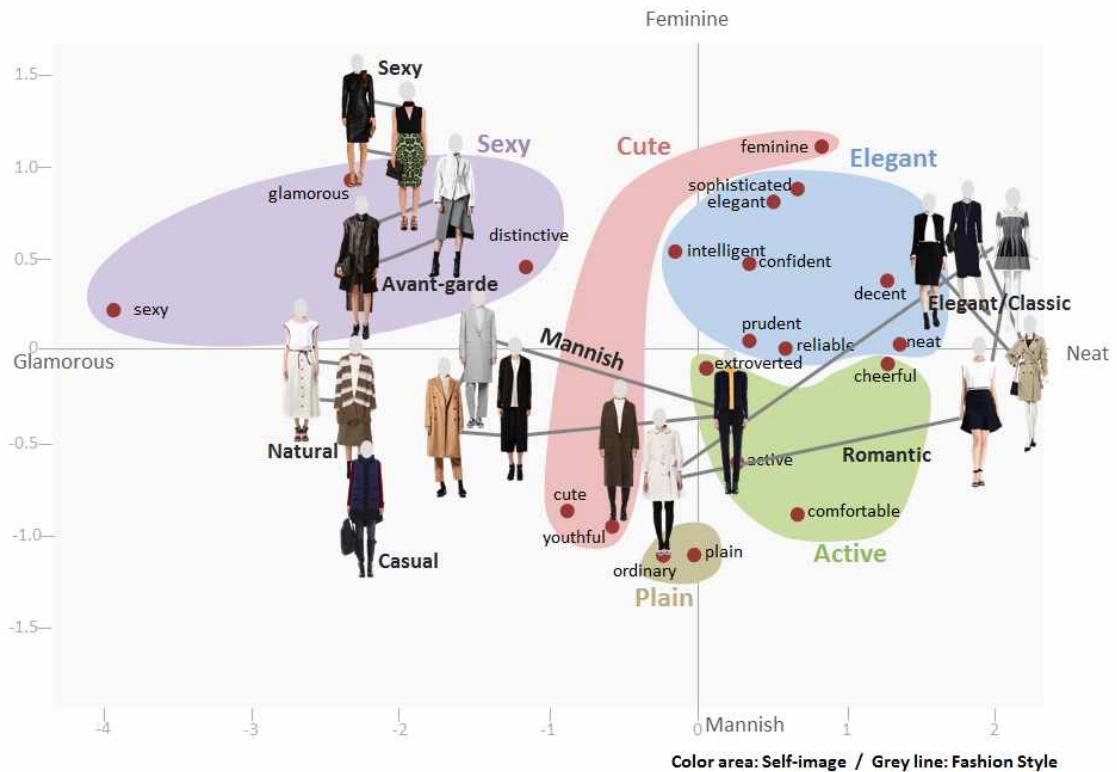 Feminine
1.5
Sexy
Sexy
Cute
feminine
Elegant
1.0
glamorous
sophisticated
elegant
distinctive
intelligent
confident
0.5
Avant-garde
decent
Elegant/Classic
sexy
prudent
Mannish
reliable
neat
0
Glamorous
Neat
extroverted
cheerful
-0.5
Natural
active
Romantic
cute
comfortable
youthful
-1.0
plain
Active
Casual
ordinary
Plain
-1.5
-4
-3
-2
-1
0
Mannish
1
2
Color area: Self-image / Grey line: Fashion Style